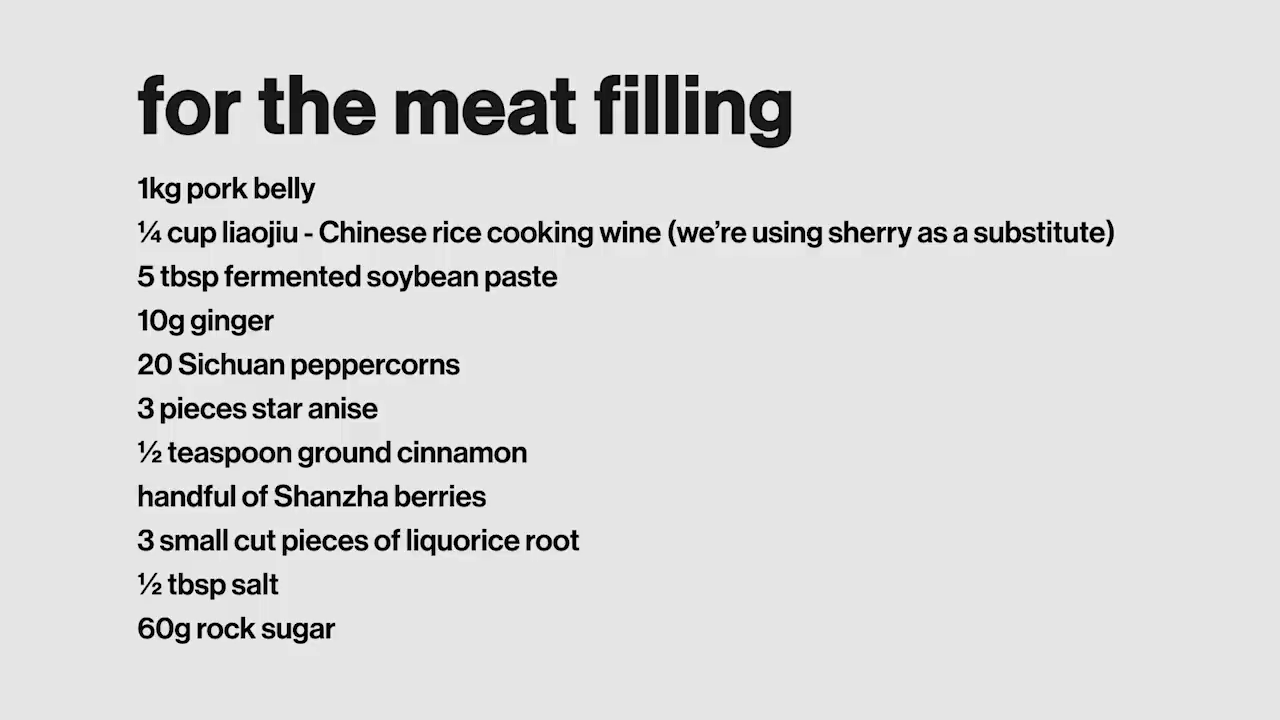 for the meat filling
1kg pork belly
¼ cup liaojiu - Chinese rice cooking wine (we’re using sherry as a substitute)
5 tbsp fermented soybean paste
10g ginger
20 Sichuan peppercorns
3 pieces star anise
½ teaspoon ground cinnamon
handful of Shanzha berries
3 small cut pieces of liquorice root
½ tbsp salt
60g rock sugar